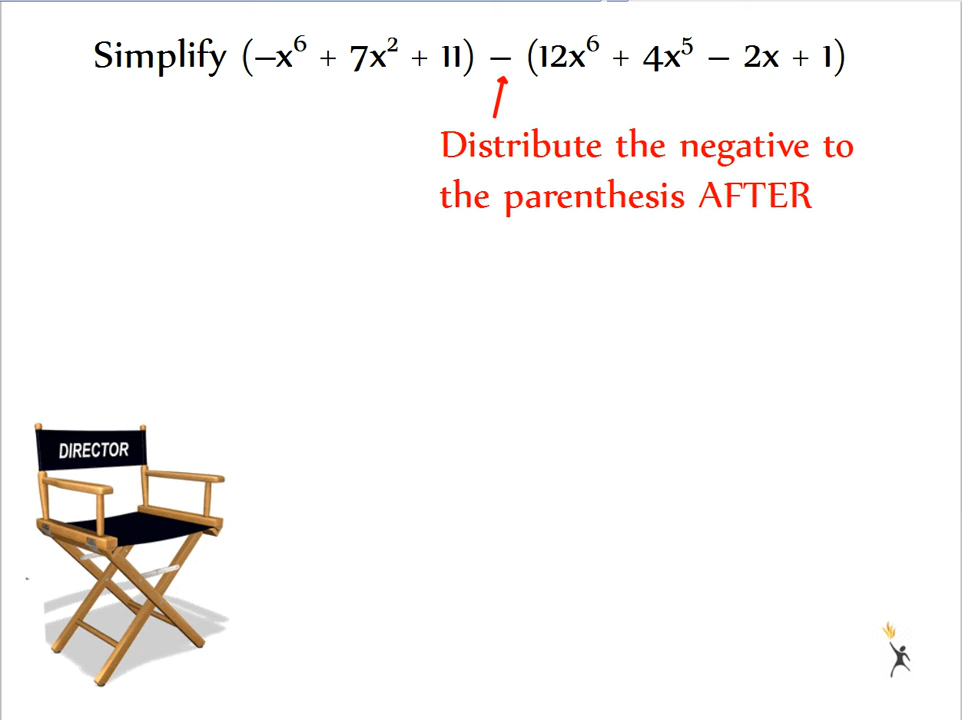 Simplify (–x⁶ + 7x² + 11) – (12x⁶ + 4x⁵ – 2x + 1)
Distribute the negative to
the parenthesis AFTER
DIRECTOR